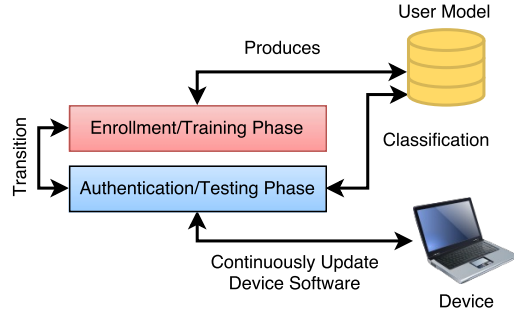 User Model
Produces
Enrollment/Training Phase
Classification
Transition
Authentication/Testing Phase
Continuously Update
Device Software
Device